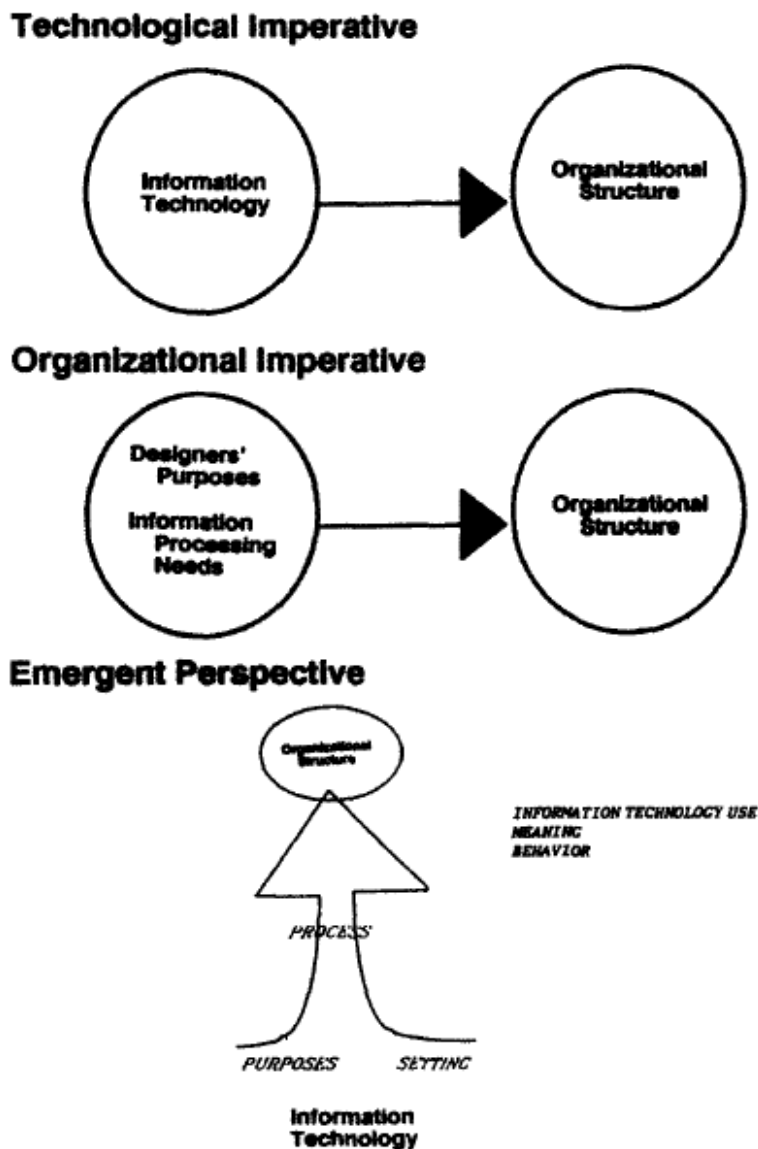 Technological Imperative
Information
Technology
Organizational
Structure
Organizational Imperative
Designers'
Purposes
Information
Processing
Needs
Organizational
Structure
Emergent Perspective
Organizational
Structure
INFORMATION TECHNOLOGY USE
MEANING
BEHAVIOR
PROCESS
PURPOSES
SETTING
Information
Technology